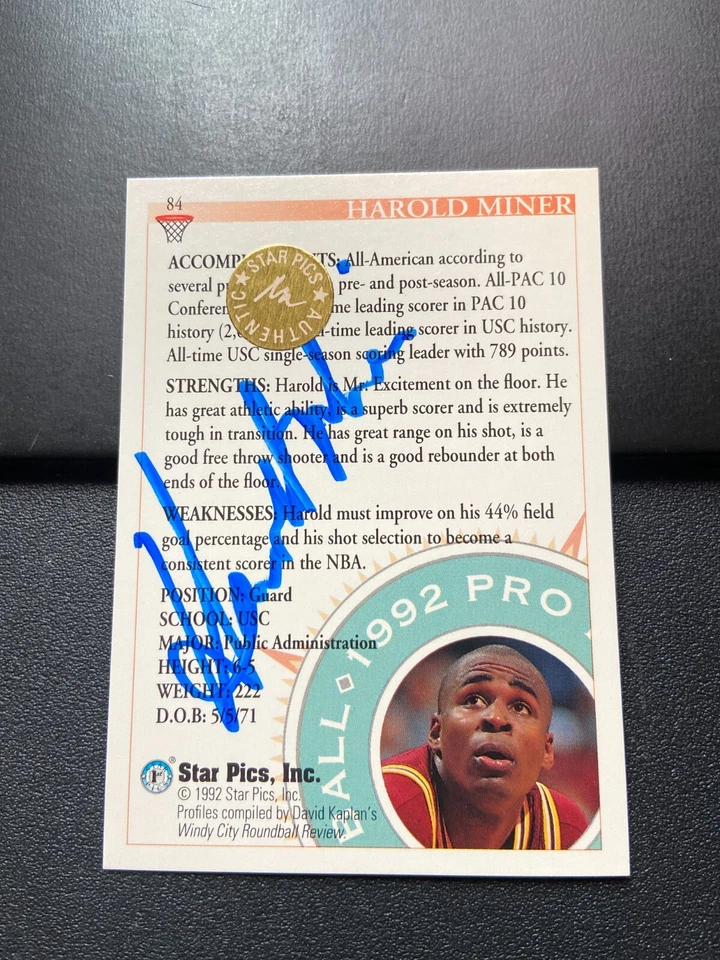 84
HAROLD MINER
All-American according to
several pre- and post-season. All-PAC 10
leading scorer in PAC 10
history (2, leading scorer in USC history.
All-time USC single-season scoring leader with 789 points.
STRENGTHS: Harold is Mr. Excitement on the floor. He
has great athletic ability, is a superb scorer and is extremely
tough in transition. He has great range on his shot, is a
good free throw shooter and is a good rebounder at both
ends of the floor.
WEAKNESSES: Harold must improve on his 44% field
goal percentage and his shot selection to become a
consistent scorer in the NBA.
POSITION: Guard
SCHOOL: USC
MAJOR: Public Administration
HEIGHT: 6-5
WEIGHT: 222
D.O.B: 5/5/71
STAR PICS
AUTHENTIC
1992 PRO
1st
® Star Pics, Inc.
© 1992 Star Pics, Inc.
Profiles compiled by David Kaplan's
Windy City Roundball Review.